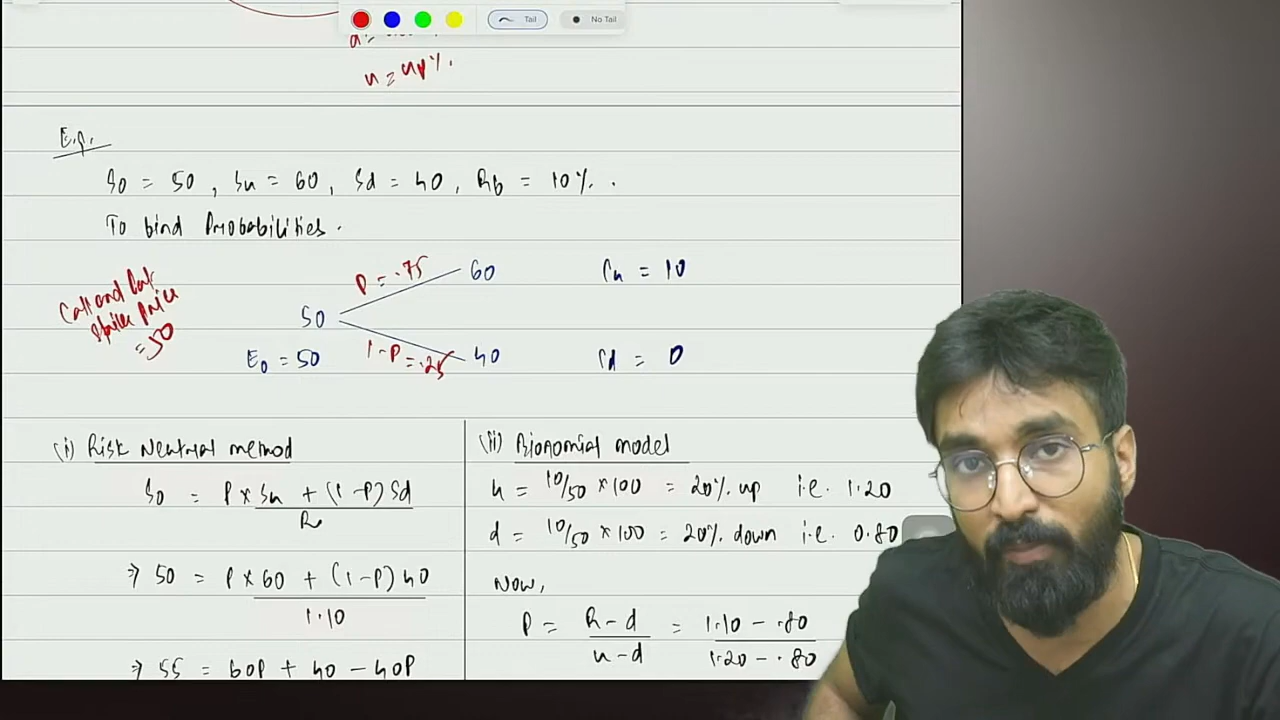 Tail
No Tail
u = up%.
E.g.
S0 = 50, Su = 60, Sd = 40, Rf = 10%.
To find Probabilities.
P = .75
60
Cu = 10
Call and Put
Strike Price
= 50
50
E0 = 50
1-P = .25
40
Cd = 0
(i) Risk Neutral method
(ii) Bionomial model
S0 = P × Su + (1-P) Sd
R
u = 10/50 × 100 = 20% up i.e. 1.20
d = 10/50 × 100 = 20% down i.e. 0.80
⇒ 50 = P × 60 + (1-P) 40
1.10
Now,
P = R-d = 1.10 - .80
u-d 1.20 - .80
⇒ 55 = 60P + 40 - 40P